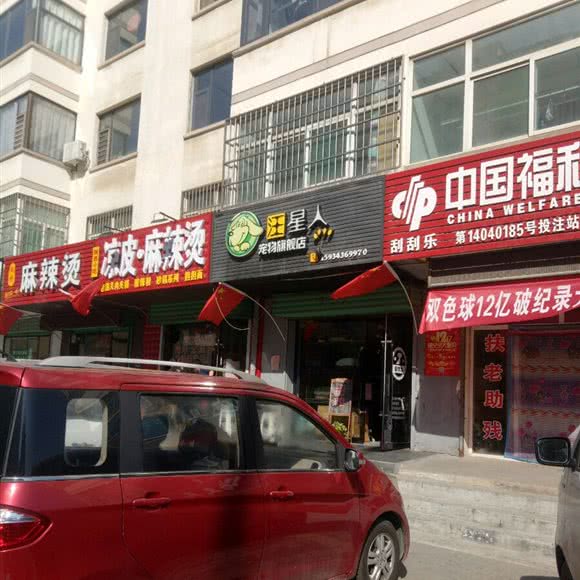 麻辣烫
凉皮·麻辣烫
汪星人
宠物旗舰店
15934369970
中国福利
CHINA WELFARE
刮刮乐 第14040185号投注站
双色球12亿破纪录
扶老助残